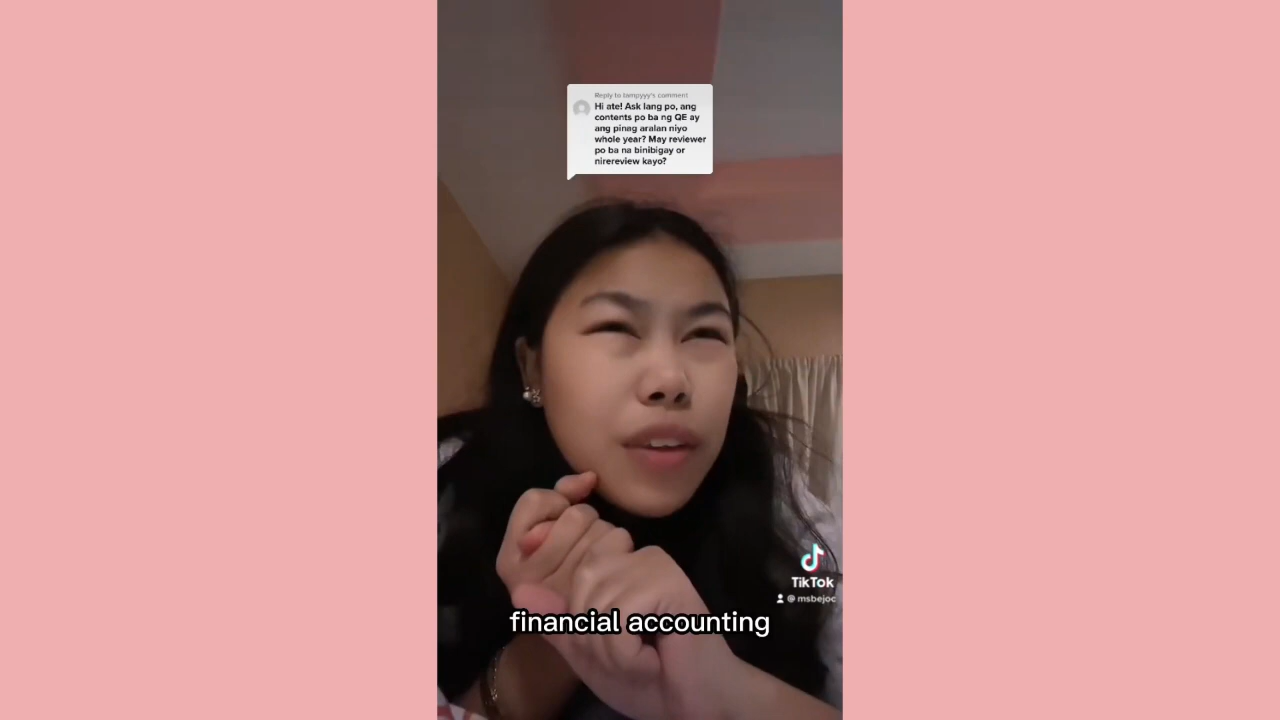 Reply to tampyyy's comment
Hi ate! Ask lang po, ang
contents po ba ng QE ay
ang pinag aralan niyo
whole year? May reviewer
po ba na binibigay or
nirereview kayo?
TikTok
@ msbejoc
financial accounting